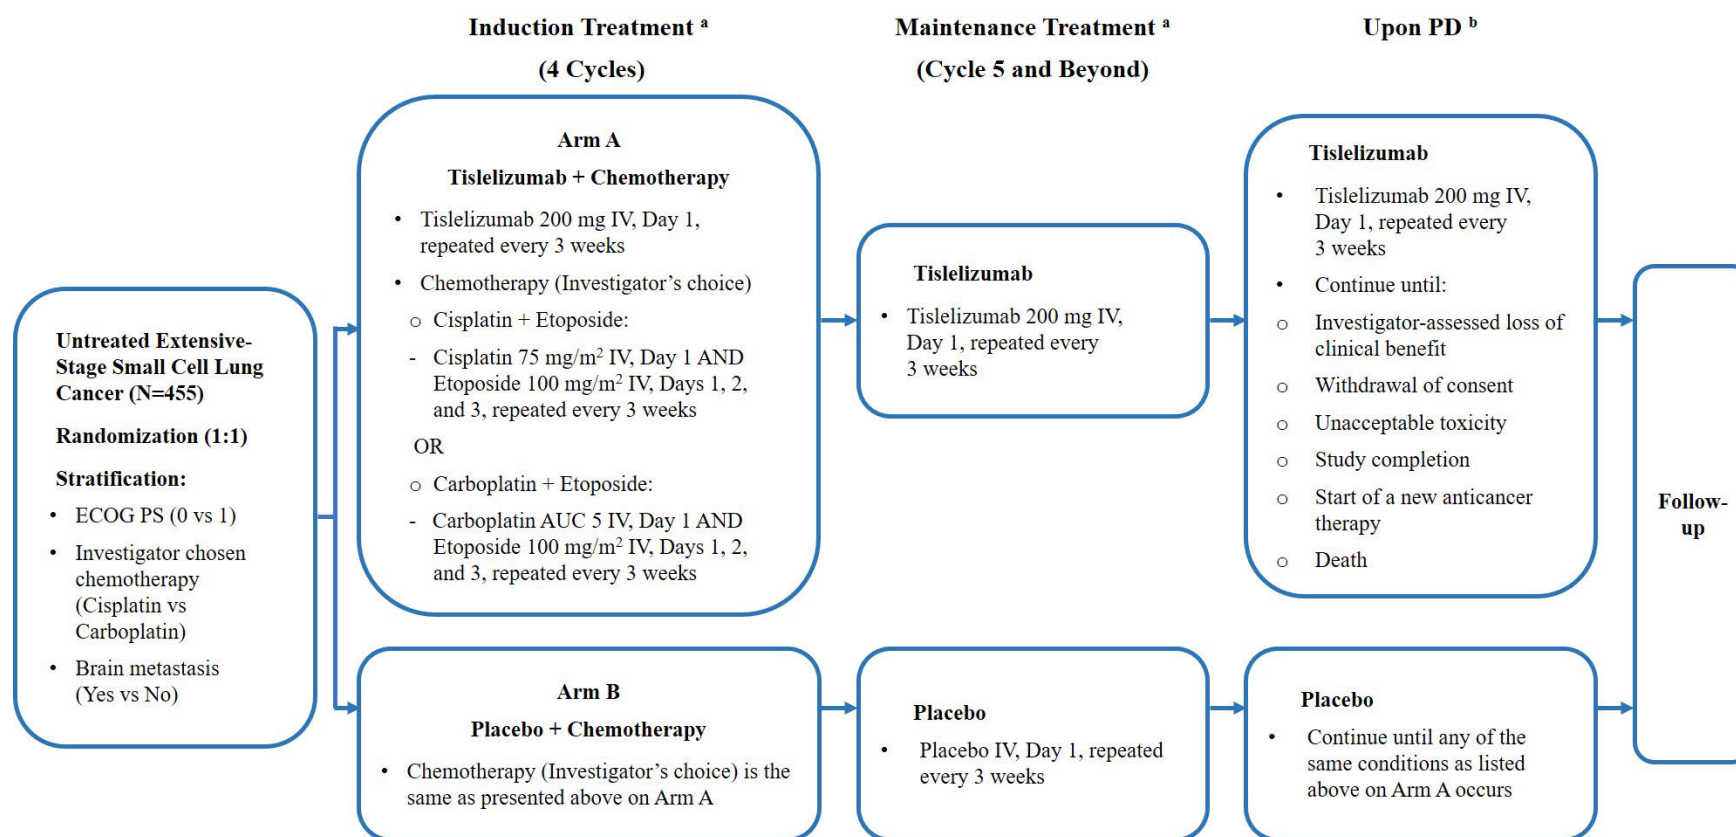 Induction Treatment ᵃ
(4 Cycles)
Maintenance Treatment ᵃ
(Cycle 5 and Beyond)
Upon PD ᵇ
Untreated Extensive-
Stage Small Cell Lung
Cancer (N=455)
Randomization (1:1)
Stratification:
• ECOG PS (0 vs 1)
• Investigator chosen
chemotherapy
(Cisplatin vs
Carboplatin)
• Brain metastasis
(Yes vs No)
Arm A
Tislelizumab + Chemotherapy
• Tislelizumab 200 mg IV, Day 1,
repeated every 3 weeks
• Chemotherapy (Investigator’s choice)
o Cisplatin + Etoposide:
- Cisplatin 75 mg/m² IV, Day 1 AND
Etoposide 100 mg/m² IV, Days 1, 2,
and 3, repeated every 3 weeks
OR
o Carboplatin + Etoposide:
- Carboplatin AUC 5 IV, Day 1 AND
Etoposide 100 mg/m² IV, Days 1, 2,
and 3, repeated every 3 weeks
Tislelizumab
• Tislelizumab 200 mg IV,
Day 1, repeated every
3 weeks
Tislelizumab
• Tislelizumab 200 mg IV,
Day 1, repeated every
3 weeks
• Continue until:
o Investigator-assessed loss of
clinical benefit
o Withdrawal of consent
o Unacceptable toxicity
o Study completion
o Start of a new anticancer
therapy
o Death
Arm B
Placebo + Chemotherapy
• Chemotherapy (Investigator’s choice) is the
same as presented above on Arm A
Placebo
• Placebo IV, Day 1, repeated
every 3 weeks
Placebo
• Continue until any of the
same conditions as listed
above on Arm A occurs
Follow-
up